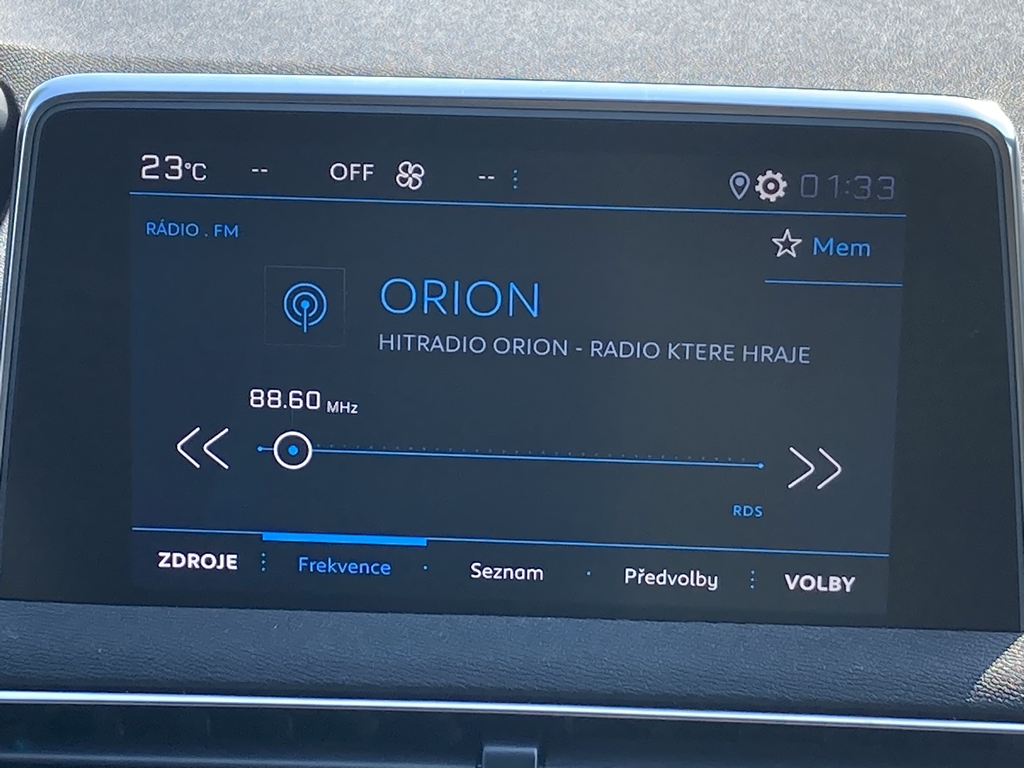 23°C -- OFF -- 01:33
RÁDIO . FM
Mem
ORION
HITRADIO ORION - RADIO KTERE HRAJE
88.60 MHz
RDS
ZDROJE Frekvence Seznam Předvolby VOLBY